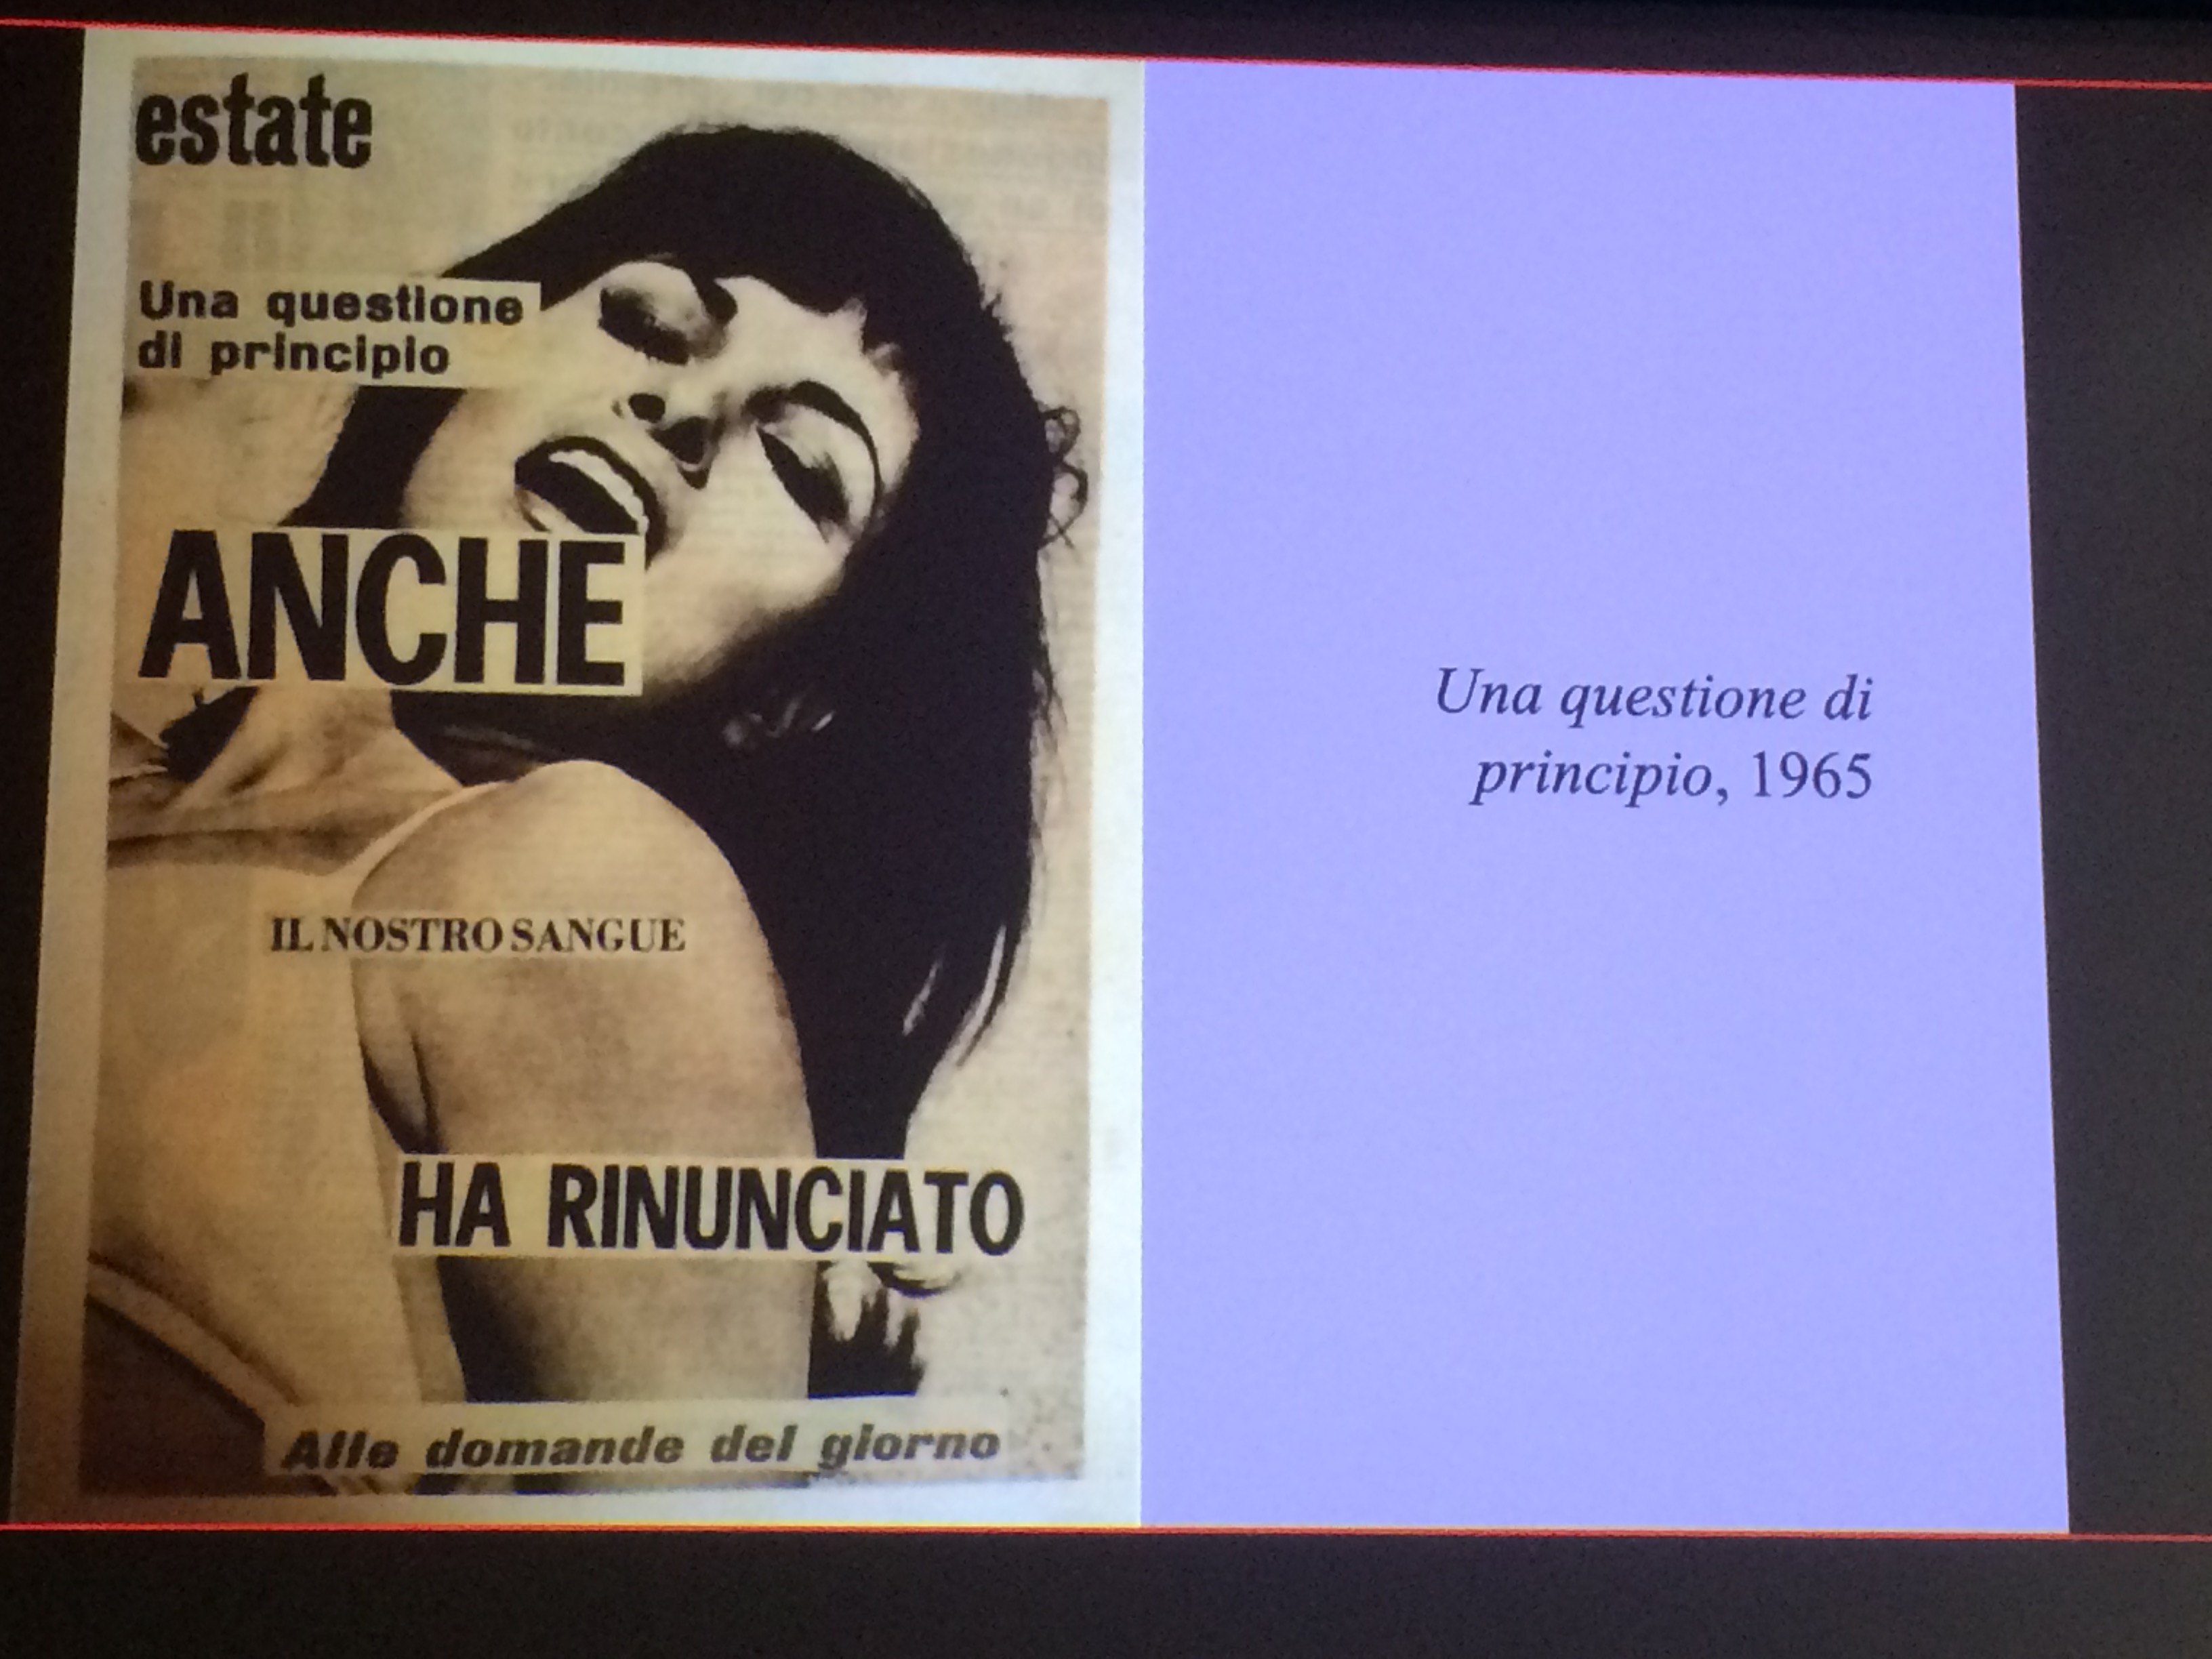 estate
Una questione
di principio
ANCHE
IL NOSTRO SANGUE
HA RINUNCIATO
Alle domande del giorno
Una questione di
principio, 1965